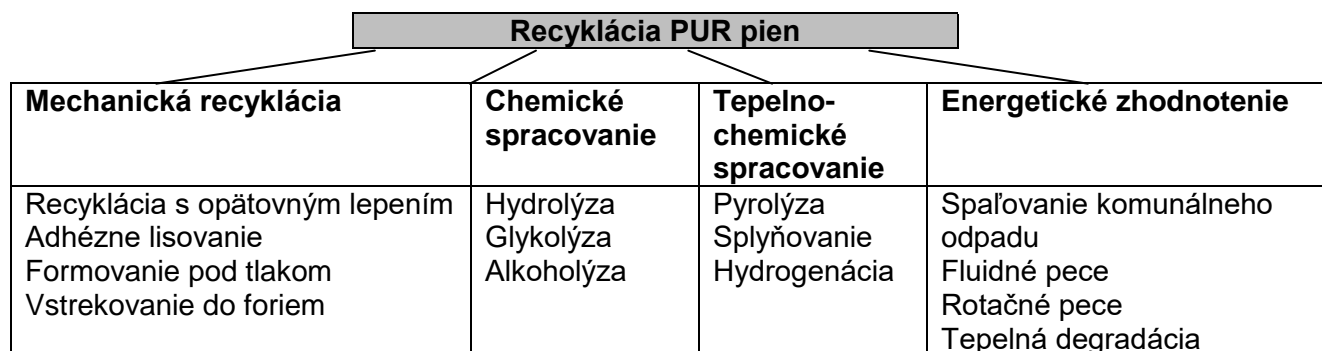 Recyklácia PUR pien
Mechanická recyklácia
Chemické
spracovanie
Tepelno-
chemické
spracovanie
Energetické zhodnotenie
Recyklácia s opätovným lepením
Adhézne lisovanie
Formovanie pod tlakom
Vstrekovanie do foriem
Hydrolýza
Glykolýza
Alkoholýza
Pyrolýza
Splyňovanie
Hydrogenácia
Spaľovanie komunálneho
odpadu
Fluidné pece
Rotačné pece
Tepelná degradácia